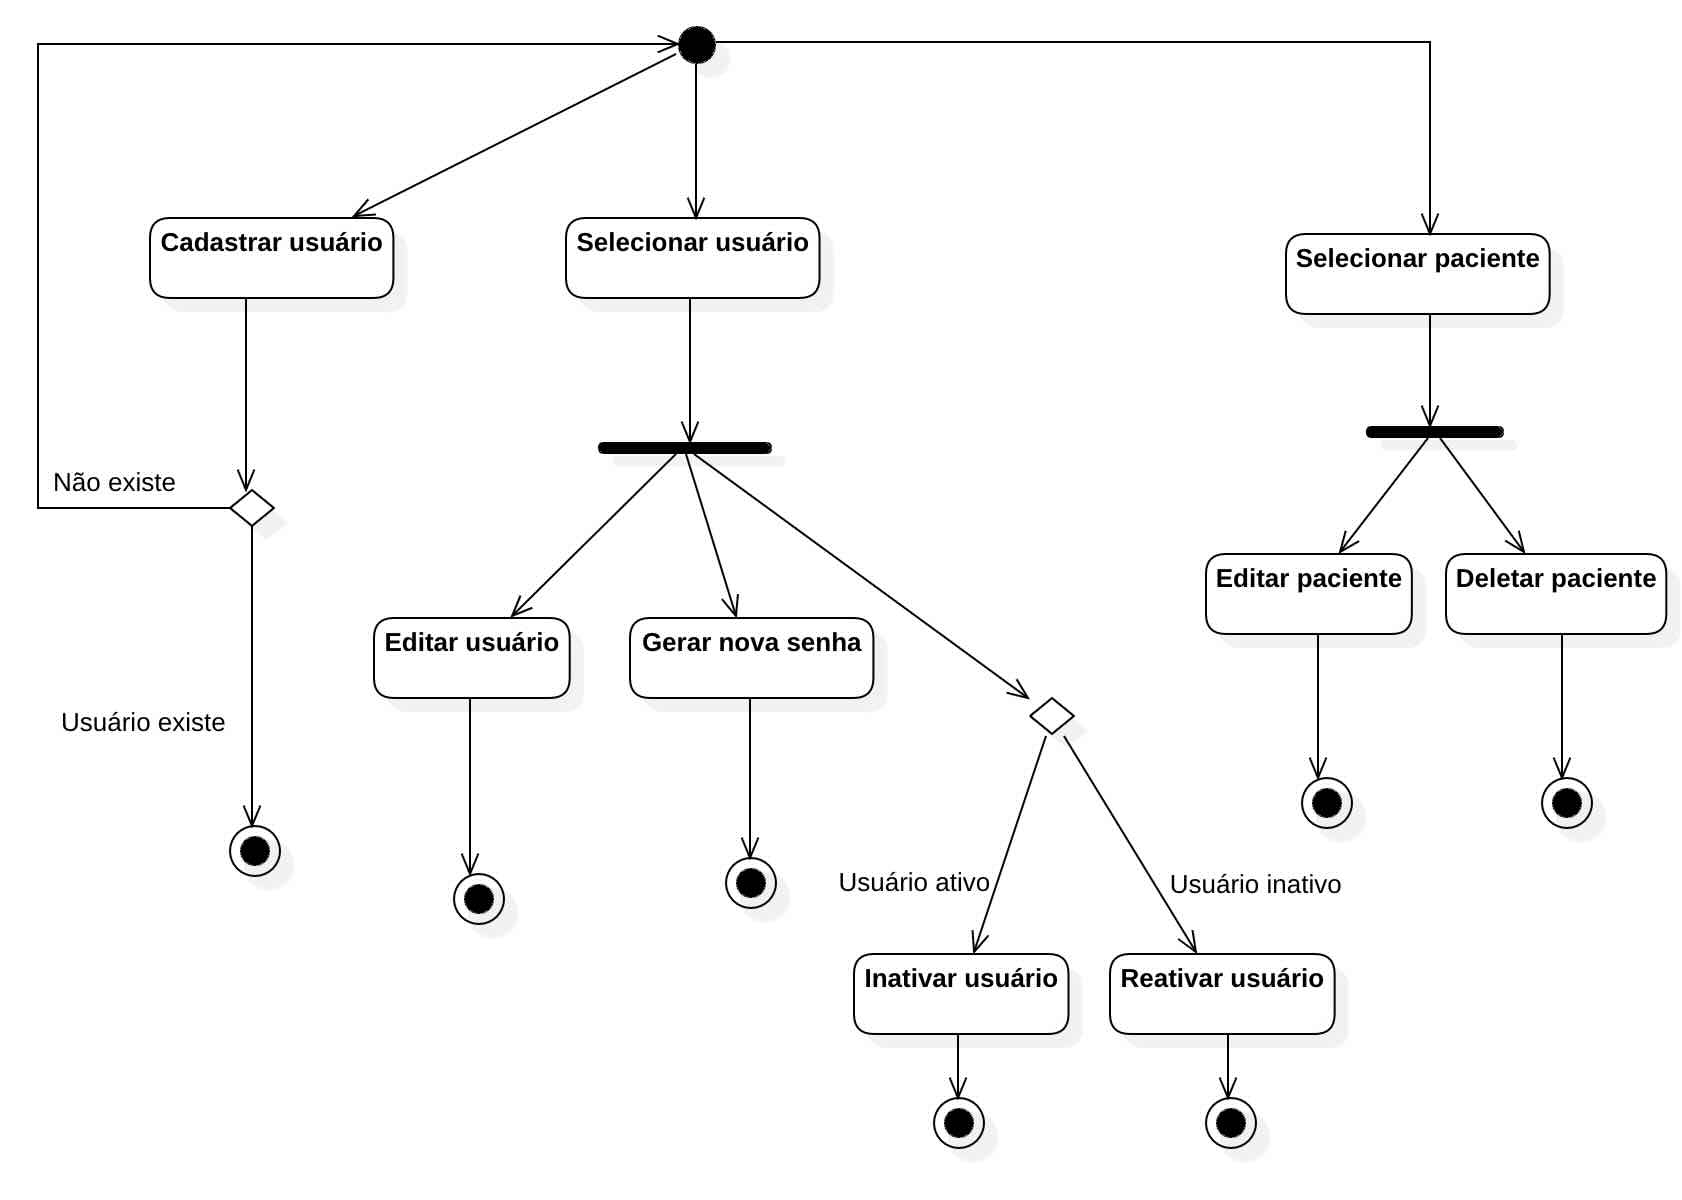 Cadastrar usuário
Selecionar usuário
Selecionar paciente
Não existe
Editar paciente
Deletar paciente
Editar usuário
Gerar nova senha
Usuário existe
Usuário ativo
Usuário inativo
Inativar usuário
Reativar usuário